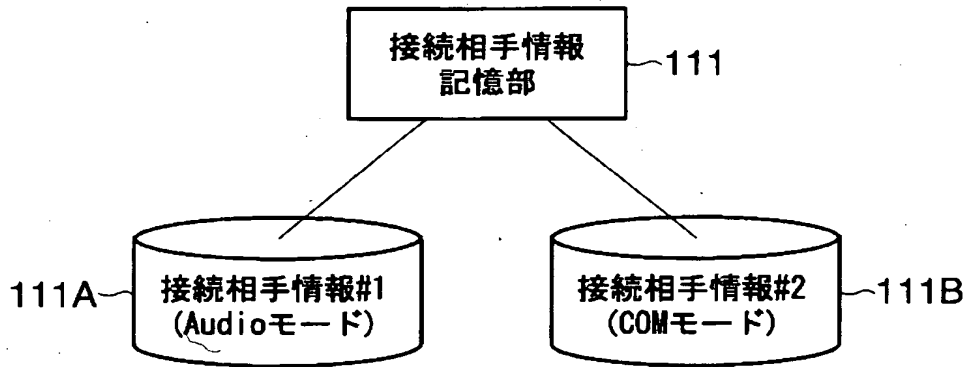 接続相手情報
記憶部
111
111A
接続相手情報#1
(Audioモード)
接続相手情報#2
(COMモード)
111B